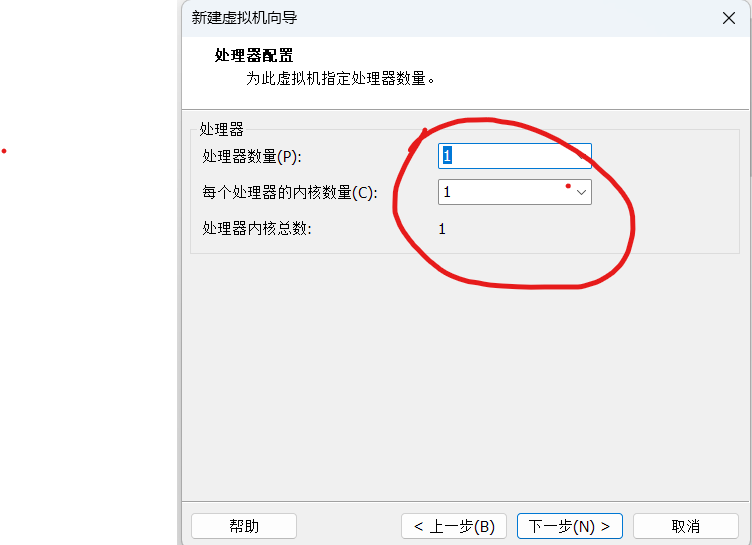 新建虚拟机向导
处理器配置
为此虚拟机指定处理器数量。
处理器
处理器数量(P): 1
每个处理器的内核数量(C): 1
处理器内核总数: 1
帮助 < 上一步(B) 下一步(N) > 取消